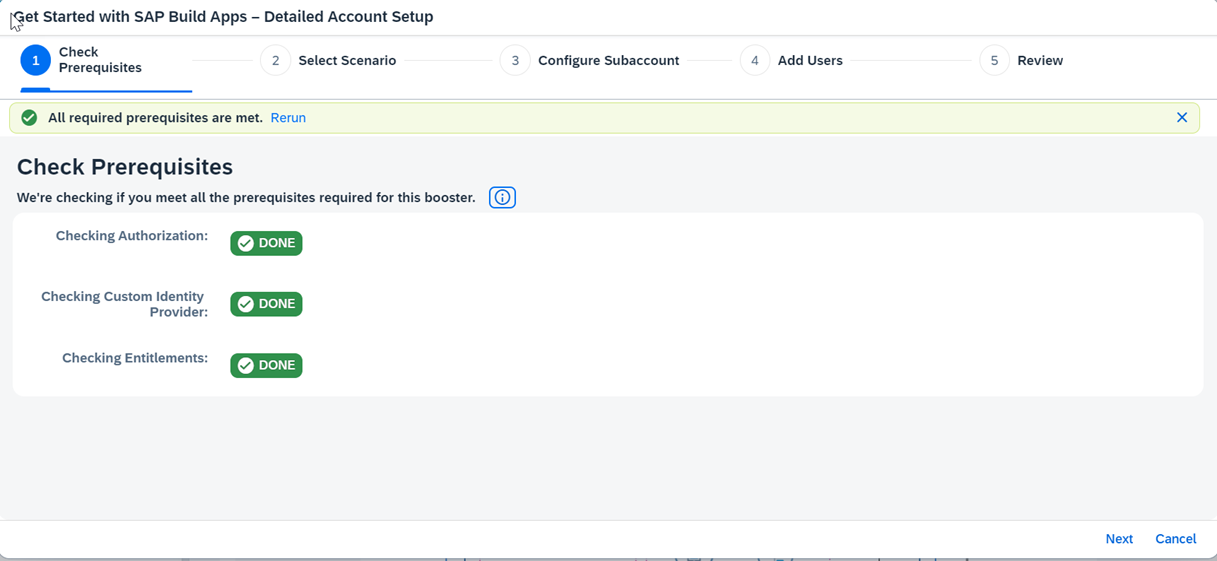 Get Started with SAP Build Apps – Detailed Account Setup
1 Check Prerequisites
2 Select Scenario
3 Configure Subaccount
4 Add Users
5 Review
All required prerequisites are met. Rerun
Check Prerequisites
We're checking if you meet all the prerequisites required for this booster.
Checking Authorization: DONE
Checking Custom Identity
Provider: DONE
Checking Entitlements: DONE
Next Cancel